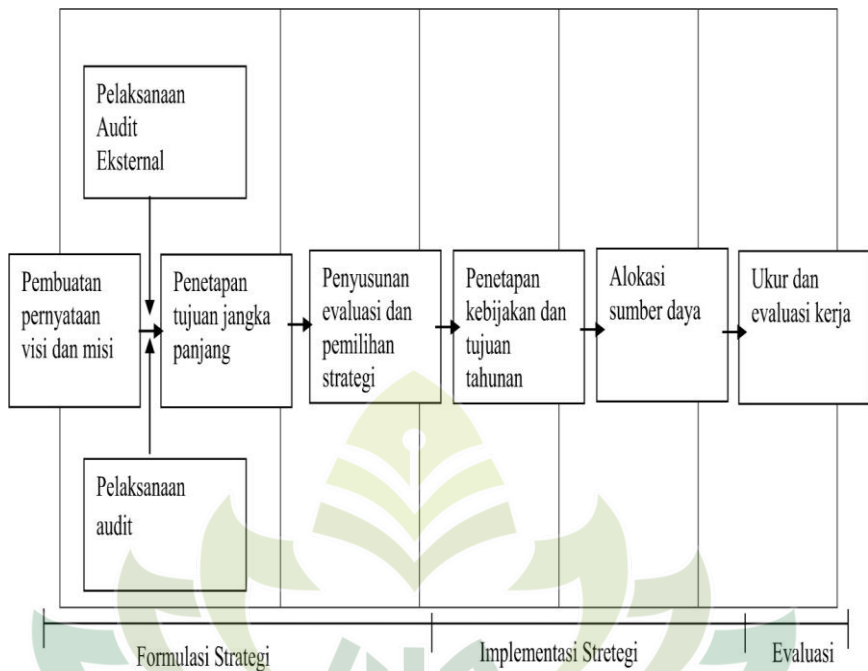 Pelaksanaan
Audit
Eksternal
Pembuatan
pernyataan
visi dan misi
Penetapan
tujuan jangka
panjang
Penyusunan
evaluasi dan
pemilihan
strategi
Penetapan
kebijakan dan
tujuan
tahunan
Alokasi
sumber daya
Ukur dan
evaluasi kerja
Pelaksanaan
audit
Formulasi Strategi
Implementasi Stretegi
Evaluasi